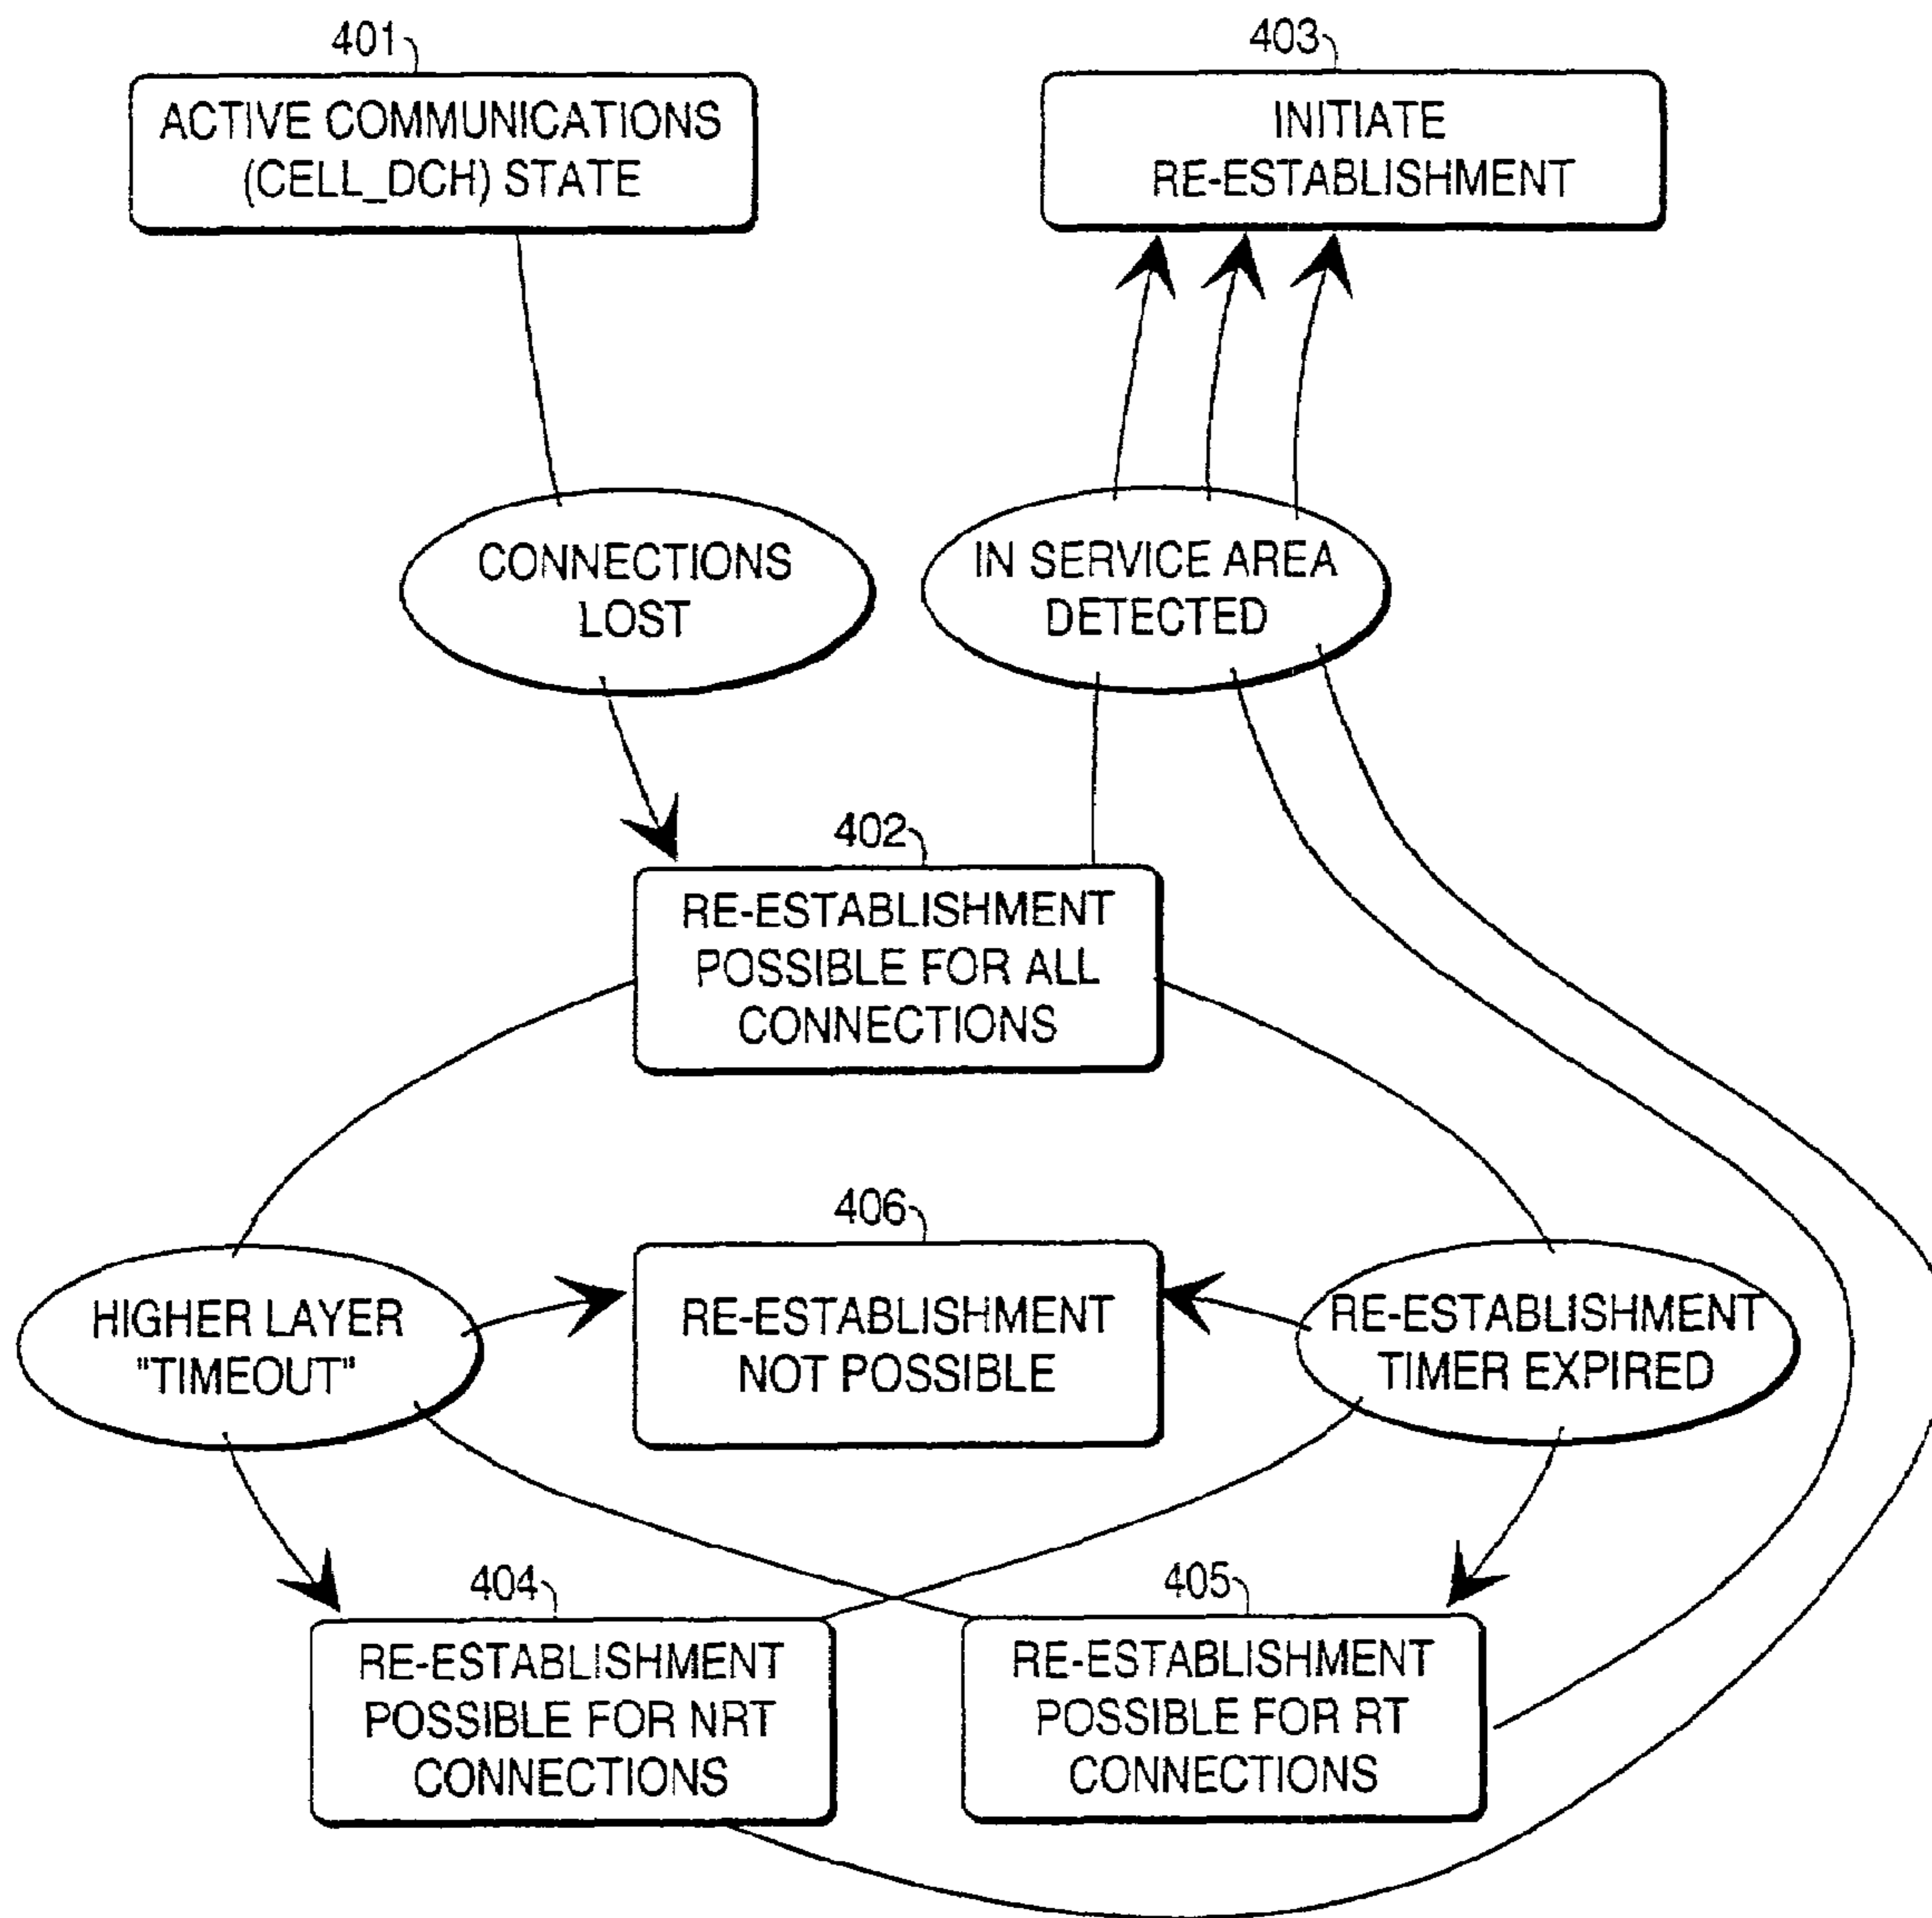 401
ACTIVE COMMUNICATIONS
(CELL_DCH) STATE
403
INITIATE
RE-ESTABLISHMENT
CONNECTIONS
LOST
IN SERVICE AREA
DETECTED
402
RE-ESTABLISHMENT
POSSIBLE FOR ALL
CONNECTIONS
HIGHER LAYER
"TIMEOUT"
406
RE-ESTABLISHMENT
NOT POSSIBLE
RE-ESTABLISHMENT
TIMER EXPIRED
404
RE-ESTABLISHMENT
POSSIBLE FOR NRT
CONNECTIONS
405
RE-ESTABLISHMENT
POSSIBLE FOR RT
CONNECTIONS